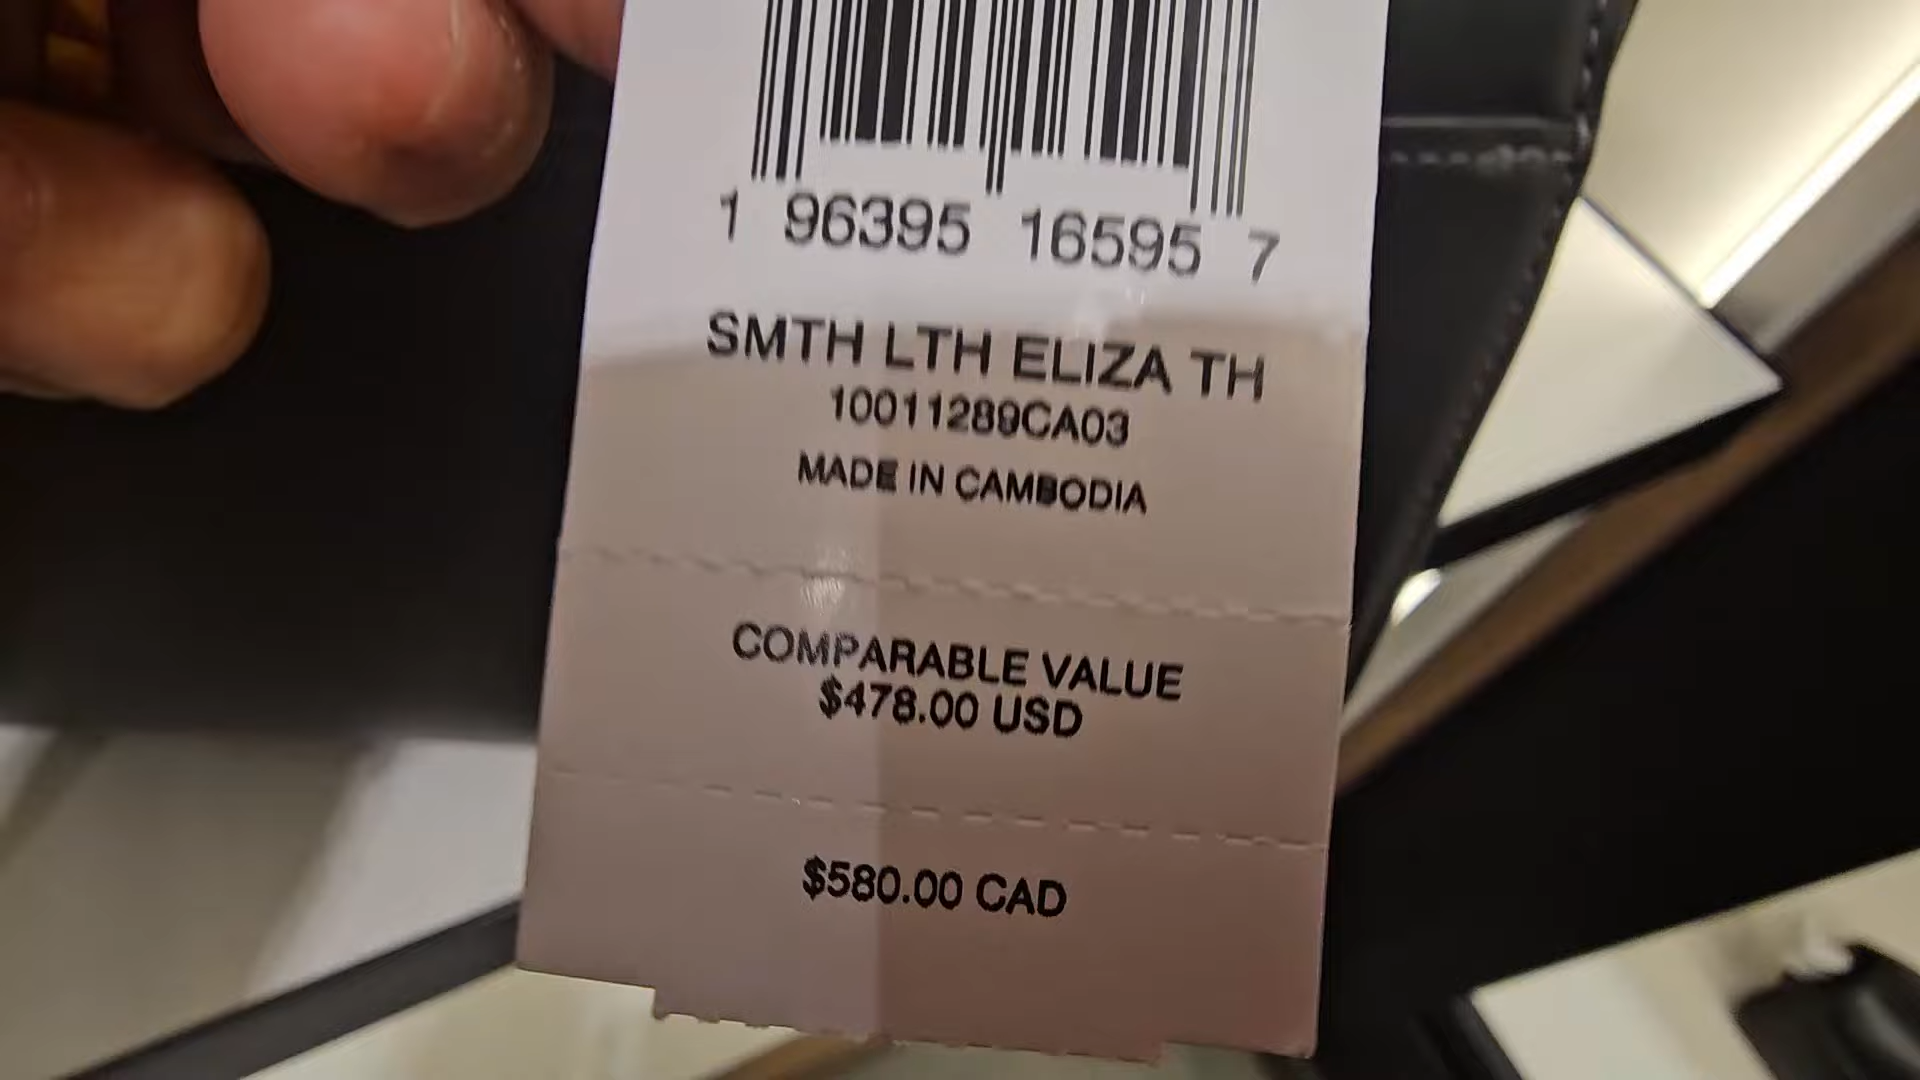 1 96395 16595 7
SMTH LTH ELIZA TH
10011289CA03
MADE IN CAMBODIA
COMPARABLE VALUE
$478.00 USD
$580.00 CAD